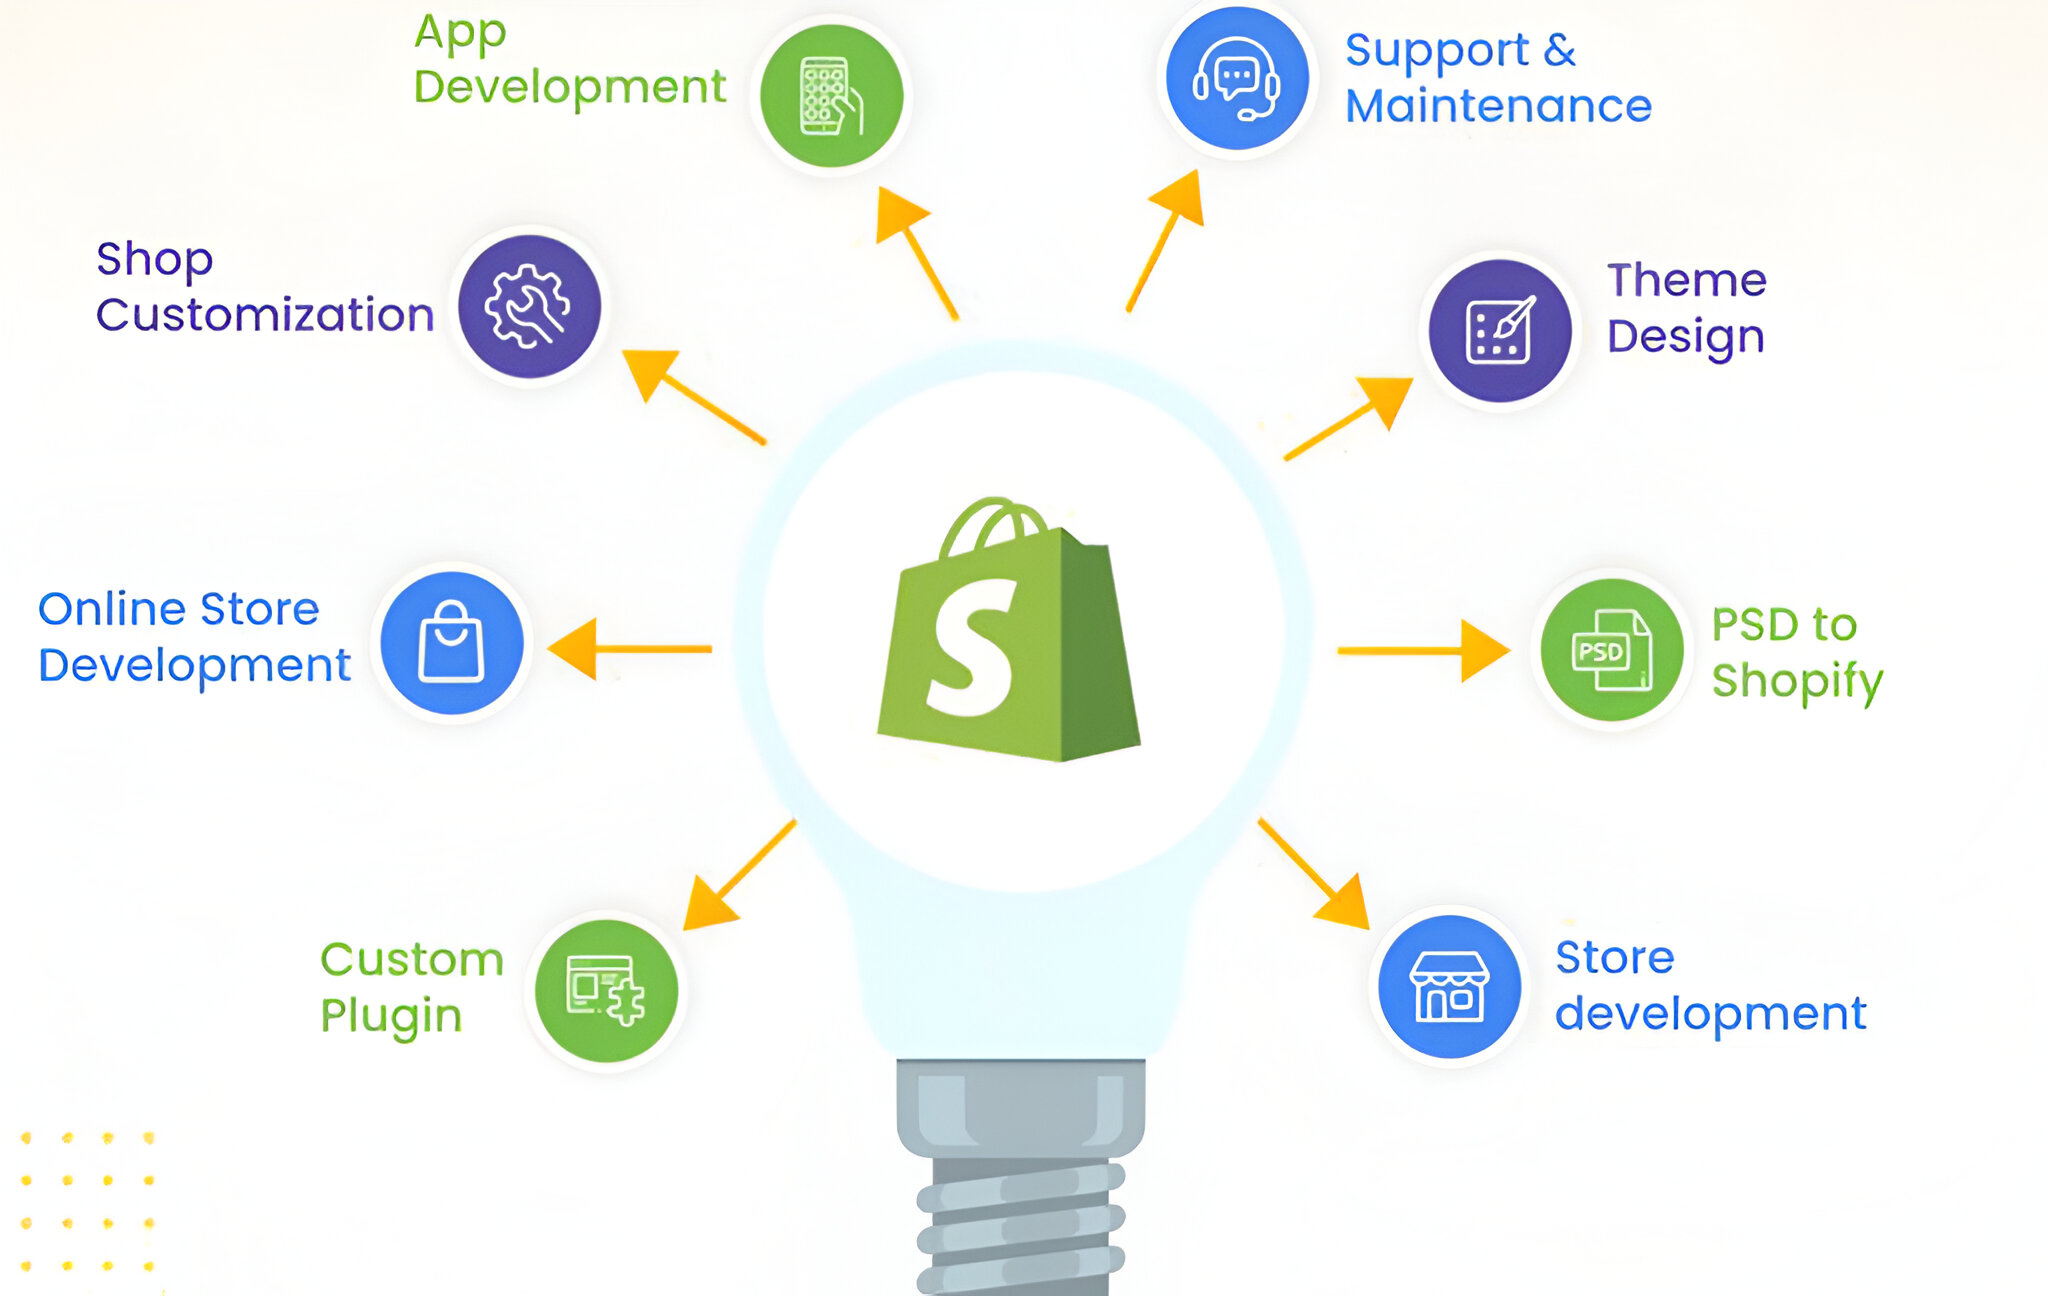 App
Development
Support &
Maintenance
Shop
Customization
Theme
Design
Online Store
Development
S
PSD
PSD to
Shopify
Custom
Plugin
Store
development